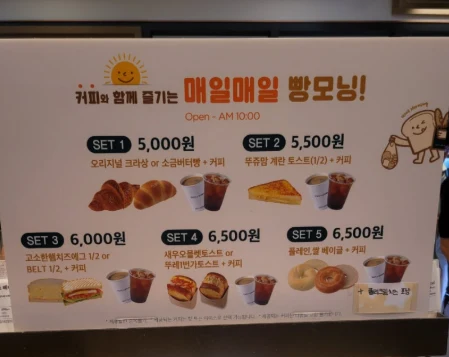 커피와 함께 즐기는 매일매일 빵모닝!
Open - AM 10:00
SET 1 5,000원
오리지널 크라상 or 소금버터빵 + 커피
SET 2 5,500원
뚜쥬맘 계란 토스트(1/2) + 커피
SET 3 6,000원
고소한햄치즈에그 1/2 or
BELT 1/2, + 커피
SET 4 6,500원
새우오믈렛토스트 or
뚜레1번가토스트 + 커피
SET 5 6,500원
플레인,쌀 베이글 + 커피